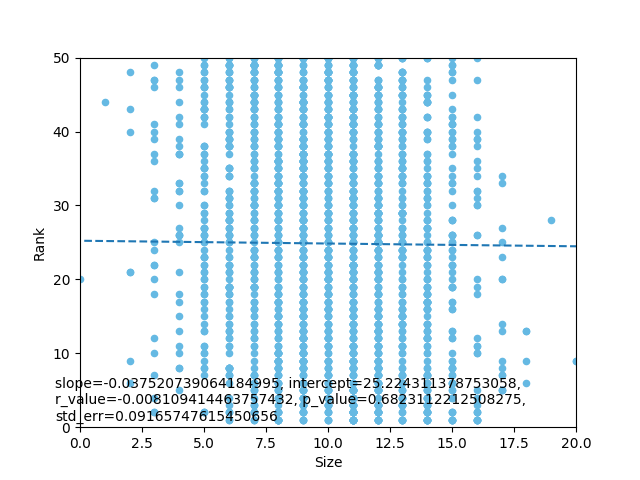 50
40
30
Rank
20
10
slope=-0.037520739064184995, intercept=25.224311378753058,
r_value=-0.008109414463757432, p_value=0.6823112212508275,
std_err=0.09165747615450656
0
0.0 2.5 5.0 7.5 10.0 12.5 15.0 17.5 20.0
Size